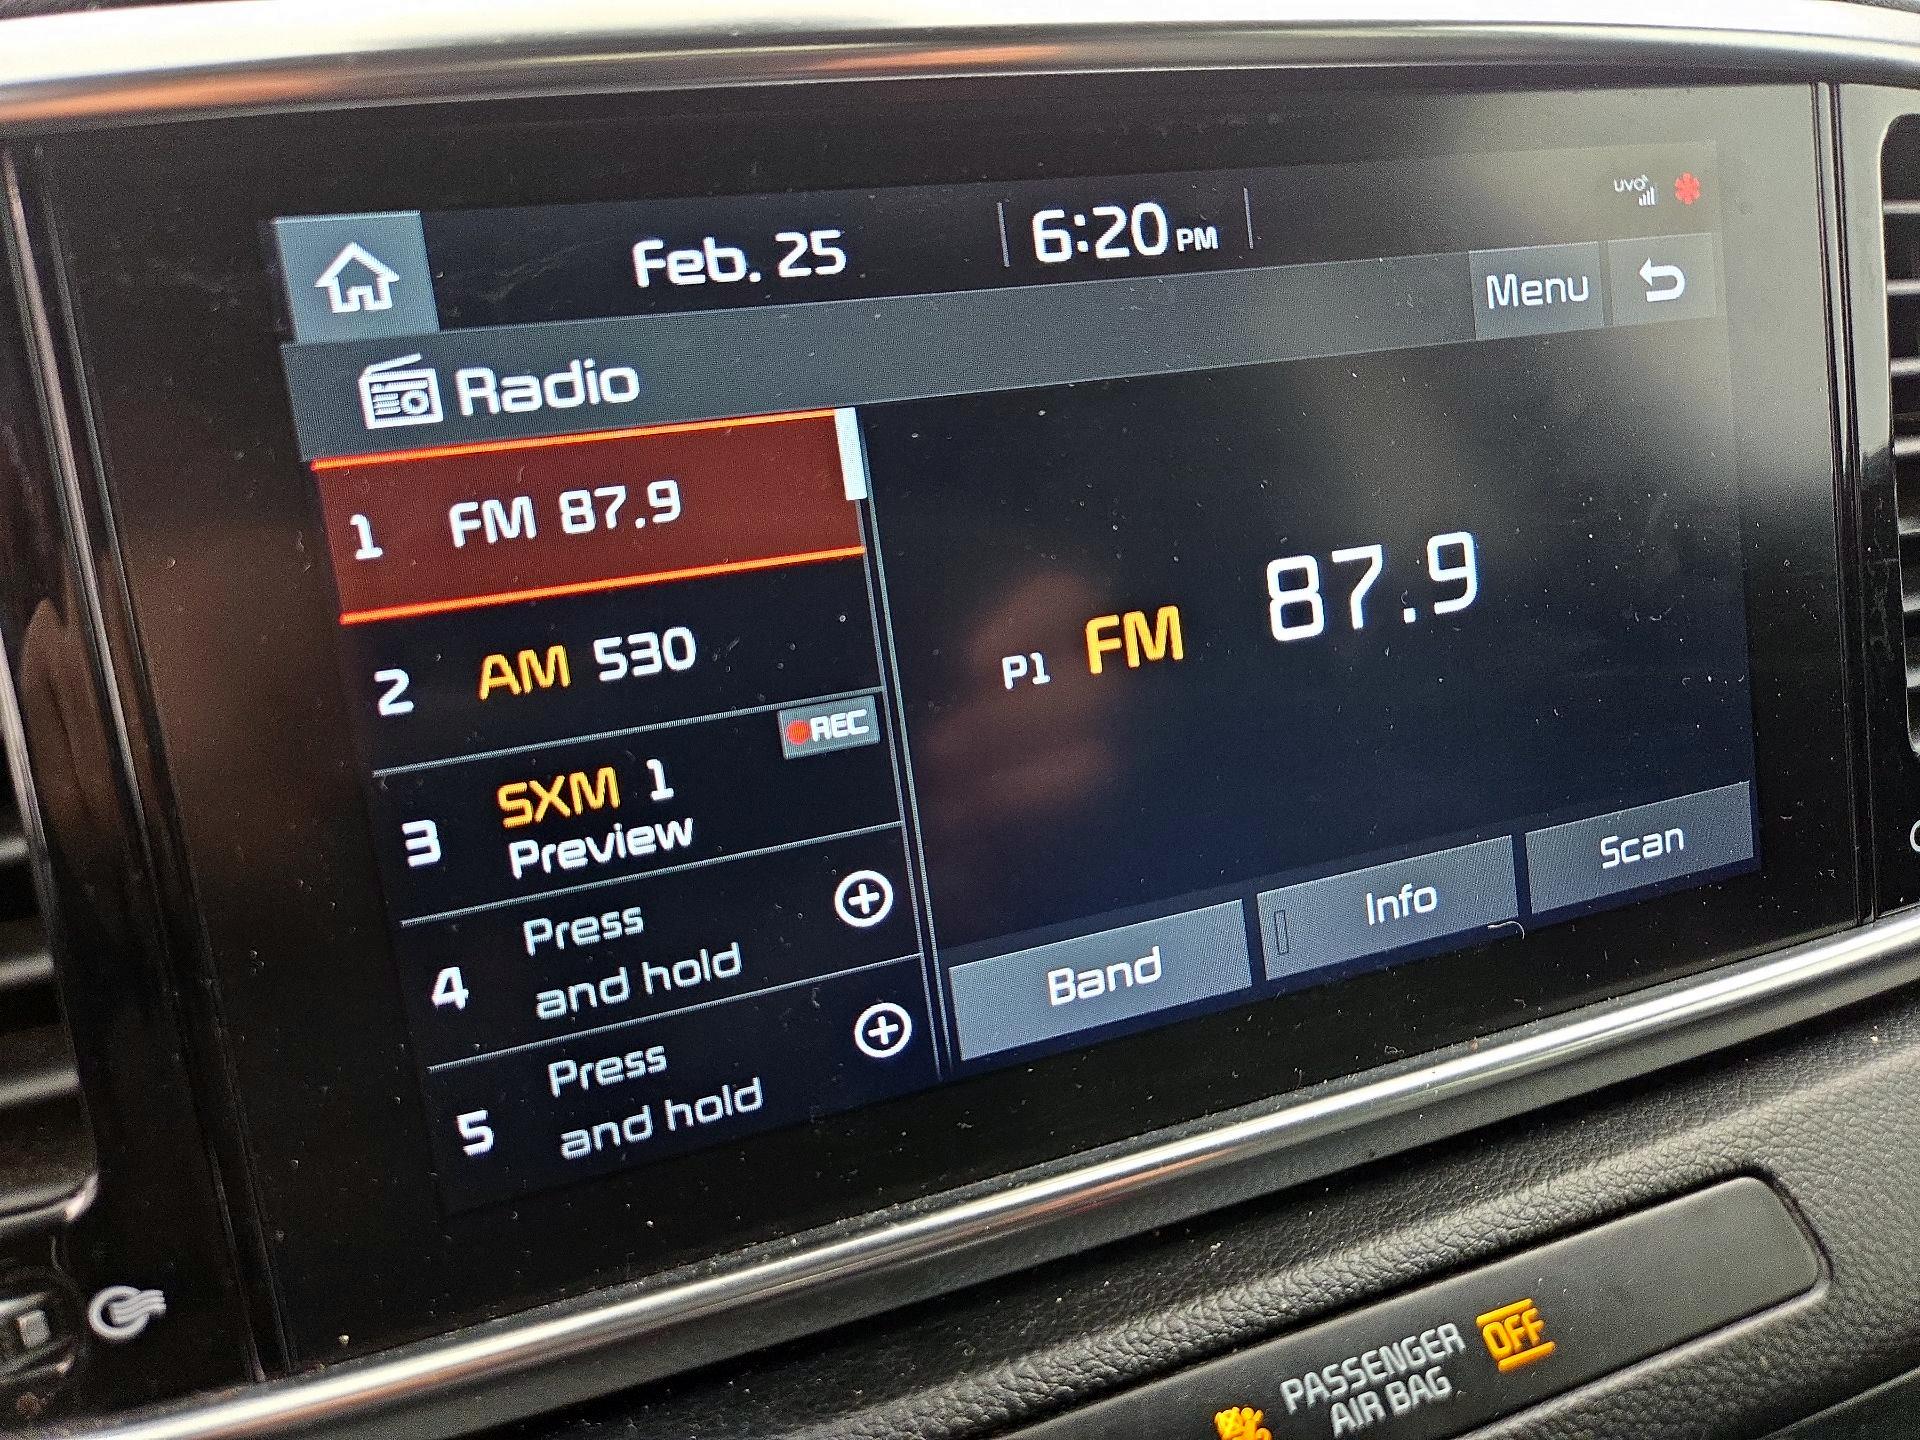 Feb. 25
6:20 PM
UVO
Menu
Radio
1 FM 87.9
2 AM 530
REC
3 SXM 1
Preview
4 Press
and hold
5 Press
and hold
P1 FM 87.9
Band
Info
Scan
PASSENGER
AIR BAG
OFF